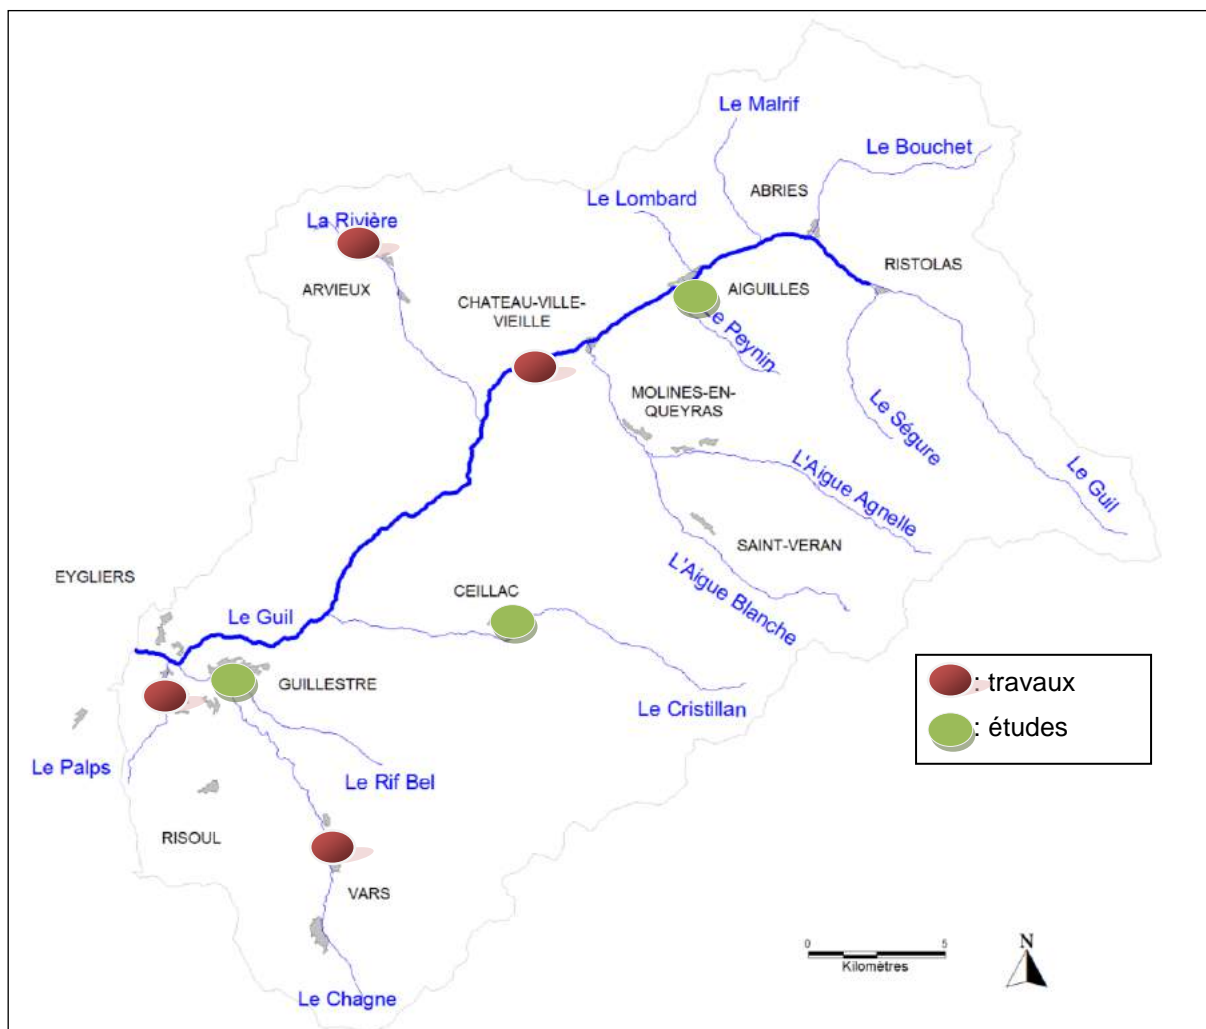 Le Malrif
Le Bouchet
ABRIES
Le Lombard
La Rivière
RISTOLAS
ARVIEUX
AIGUILLES
CHATEAU-VILLE-
VIEILLE
Le Peynin
MOLINES-EN-
QUEYRAS
Le Ségure
L'Aigue Agnelle
Le Guil
SAINT-VERAN
EYGLIERS
L'Aigue Blanche
CEILLAC
Le Guil
GUILLESTRE
: travaux
Le Cristillan
: études
Le Palps
Le Rif Bel
RISOUL
VARS
0 5
Kilomètres
N
Le Chagne